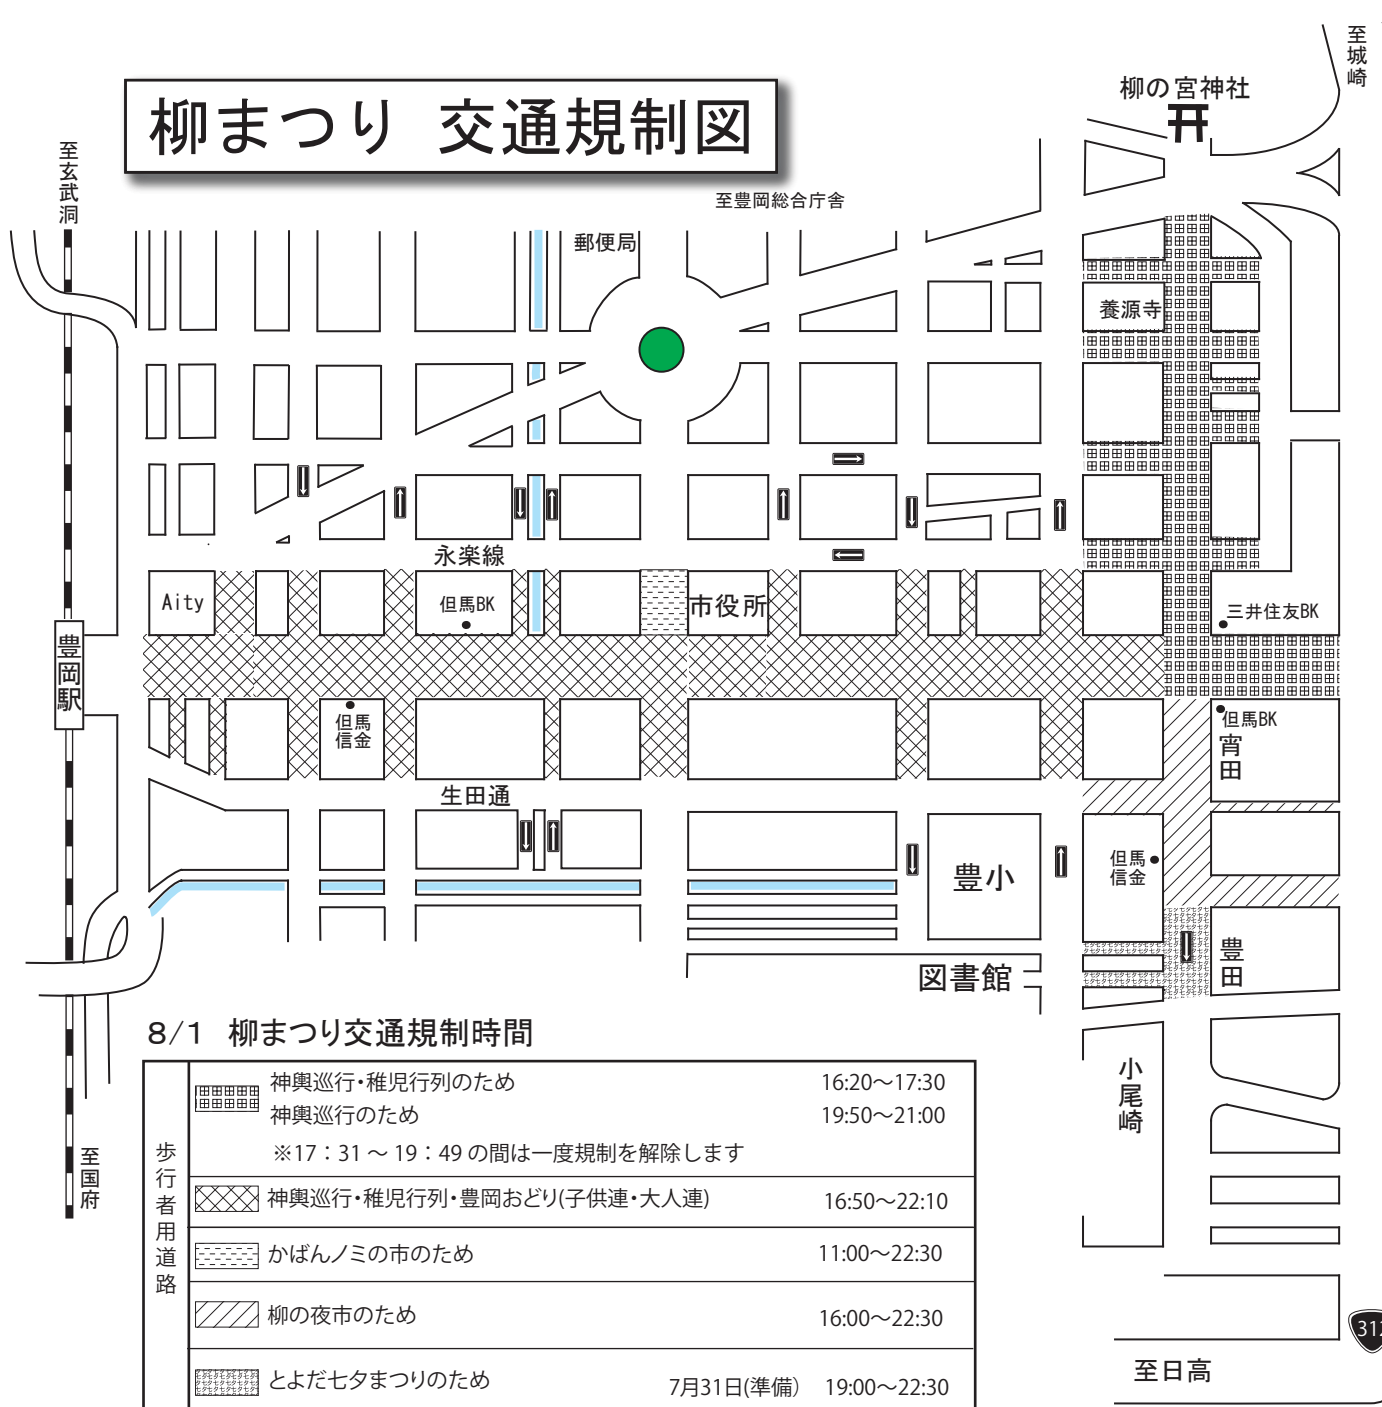 至城崎
柳の宮神社
柳まつり 交通規制図
至玄武洞
至豊岡総合庁舎
郵便局
養源寺
永楽線
Aity
但馬BK
市役所
三井住友BK
豊岡駅
但馬信金
但馬BK
宵田
生田通
但馬信金
豊小
豊田
図書館
小尾崎
至国府
8/1 柳まつり交通規制時間
歩行者用道路
神輿巡行・稚児行列のため 16:20〜17:30
神輿巡行のため 19:50〜21:00
※17：31 〜 19：49 の間は一度規制を解除します
神輿巡行・稚児行列・豊岡おどり(子供連・大人連) 16:50〜22:10
かばんノミの市のため 11:00〜22:30
柳の夜市のため 16:00〜22:30
とよだ七夕まつりのため 7月31日(準備) 19:00〜22:30
312
至日高